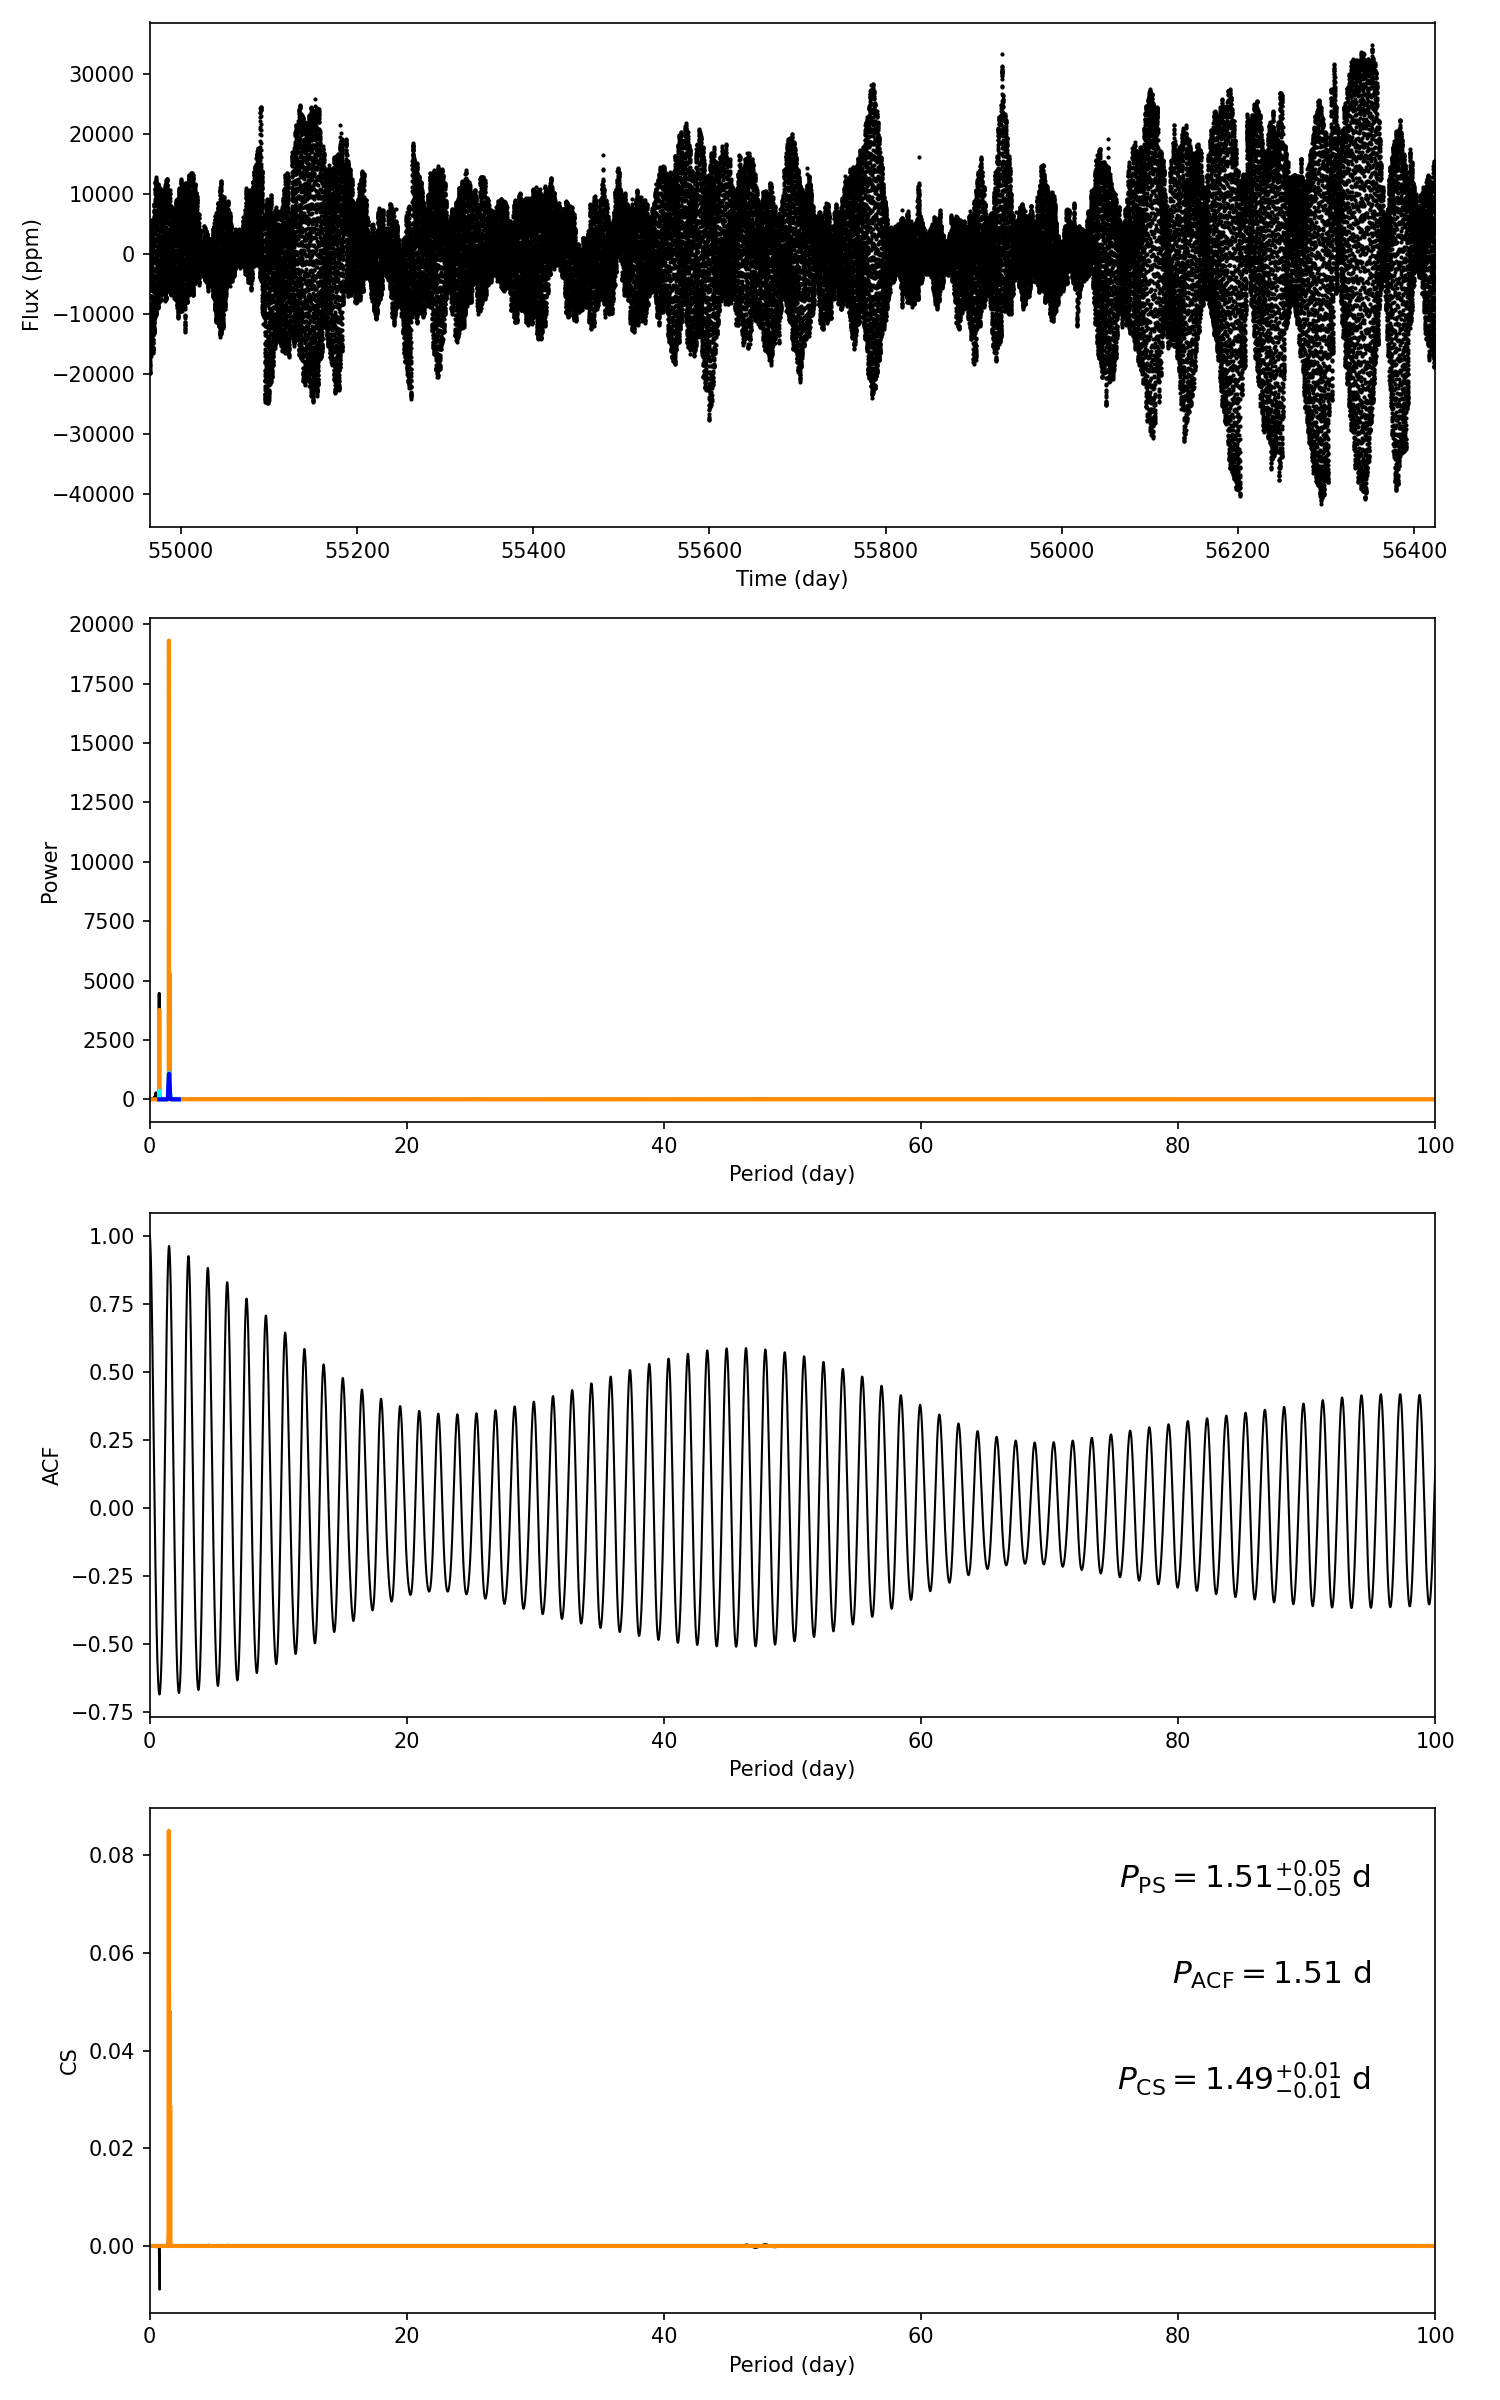 30000
20000
10000
0
−10000
−20000
−30000
−40000
Flux (ppm)
55000 55200 55400 55600 55800 56000 56200 56400
Time (day)
20000
17500
15000
12500
10000
7500
5000
2500
0
Power
0 20 40 60 80 100
Period (day)
1.00
0.75
0.50
0.25
0.00
−0.25
−0.50
−0.75
ACF
0 20 40 60 80 100
Period (day)
0.08
0.06
0.04
0.02
0.00
CS
P_PS = 1.51 +0.05 −0.05 d
P_ACF = 1.51 d
P_CS = 1.49 +0.01 −0.01 d
0 20 40 60 80 100
Period (day)